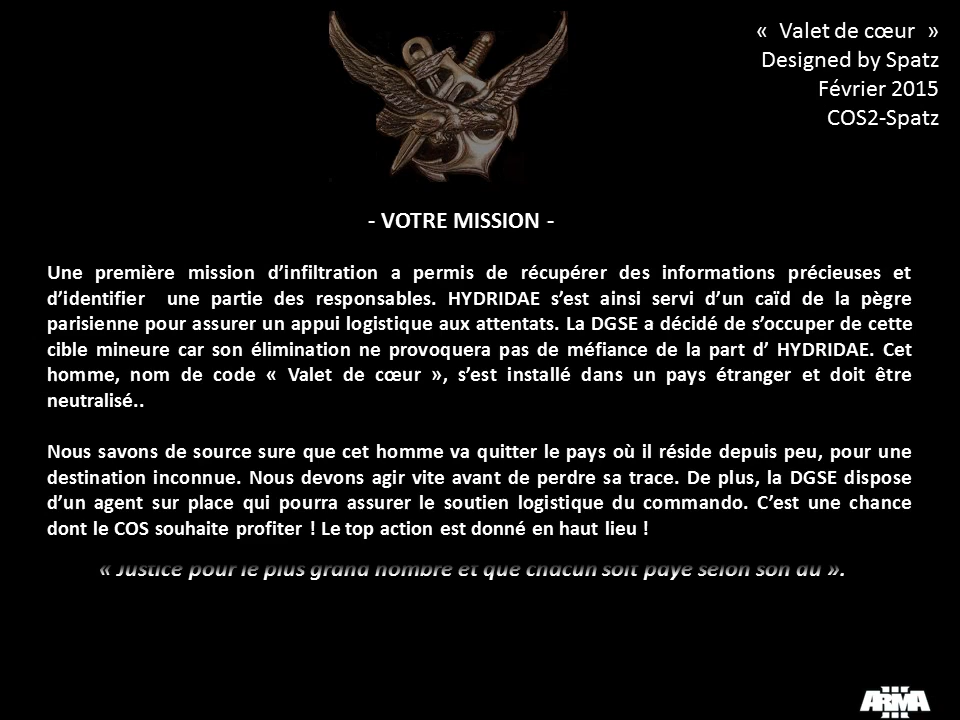 « Valet de cœur »
Designed by Spatz
Février 2015
COS2-Spatz
- VOTRE MISSION -
Une première mission d’infiltration a permis de récupérer des informations précieuses et
d’identifier une partie des responsables. HYDRIDAE s’est ainsi servi d’un caïd de la pègre
parisienne pour assurer un appui logistique aux attentats. La DGSE a décidé de s’occuper de cette
cible mineure car son élimination ne provoquera pas de méfiance de la part d’ HYDRIDAE. Cet
homme, nom de code « Valet de cœur », s’est installé dans un pays étranger et doit être
neutralisé..
Nous savons de source sure que cet homme va quitter le pays où il réside depuis peu, pour une
destination inconnue. Nous devons agir vite avant de perdre sa trace. De plus, la DGSE dispose
d’un agent sur place qui pourra assurer le soutien logistique du commando. C’est une chance
dont le COS souhaite profiter ! Le top action est donné en haut lieu !
« Justice pour le plus grand nombre et que chacun soit payé selon son dû ».
ARMA III